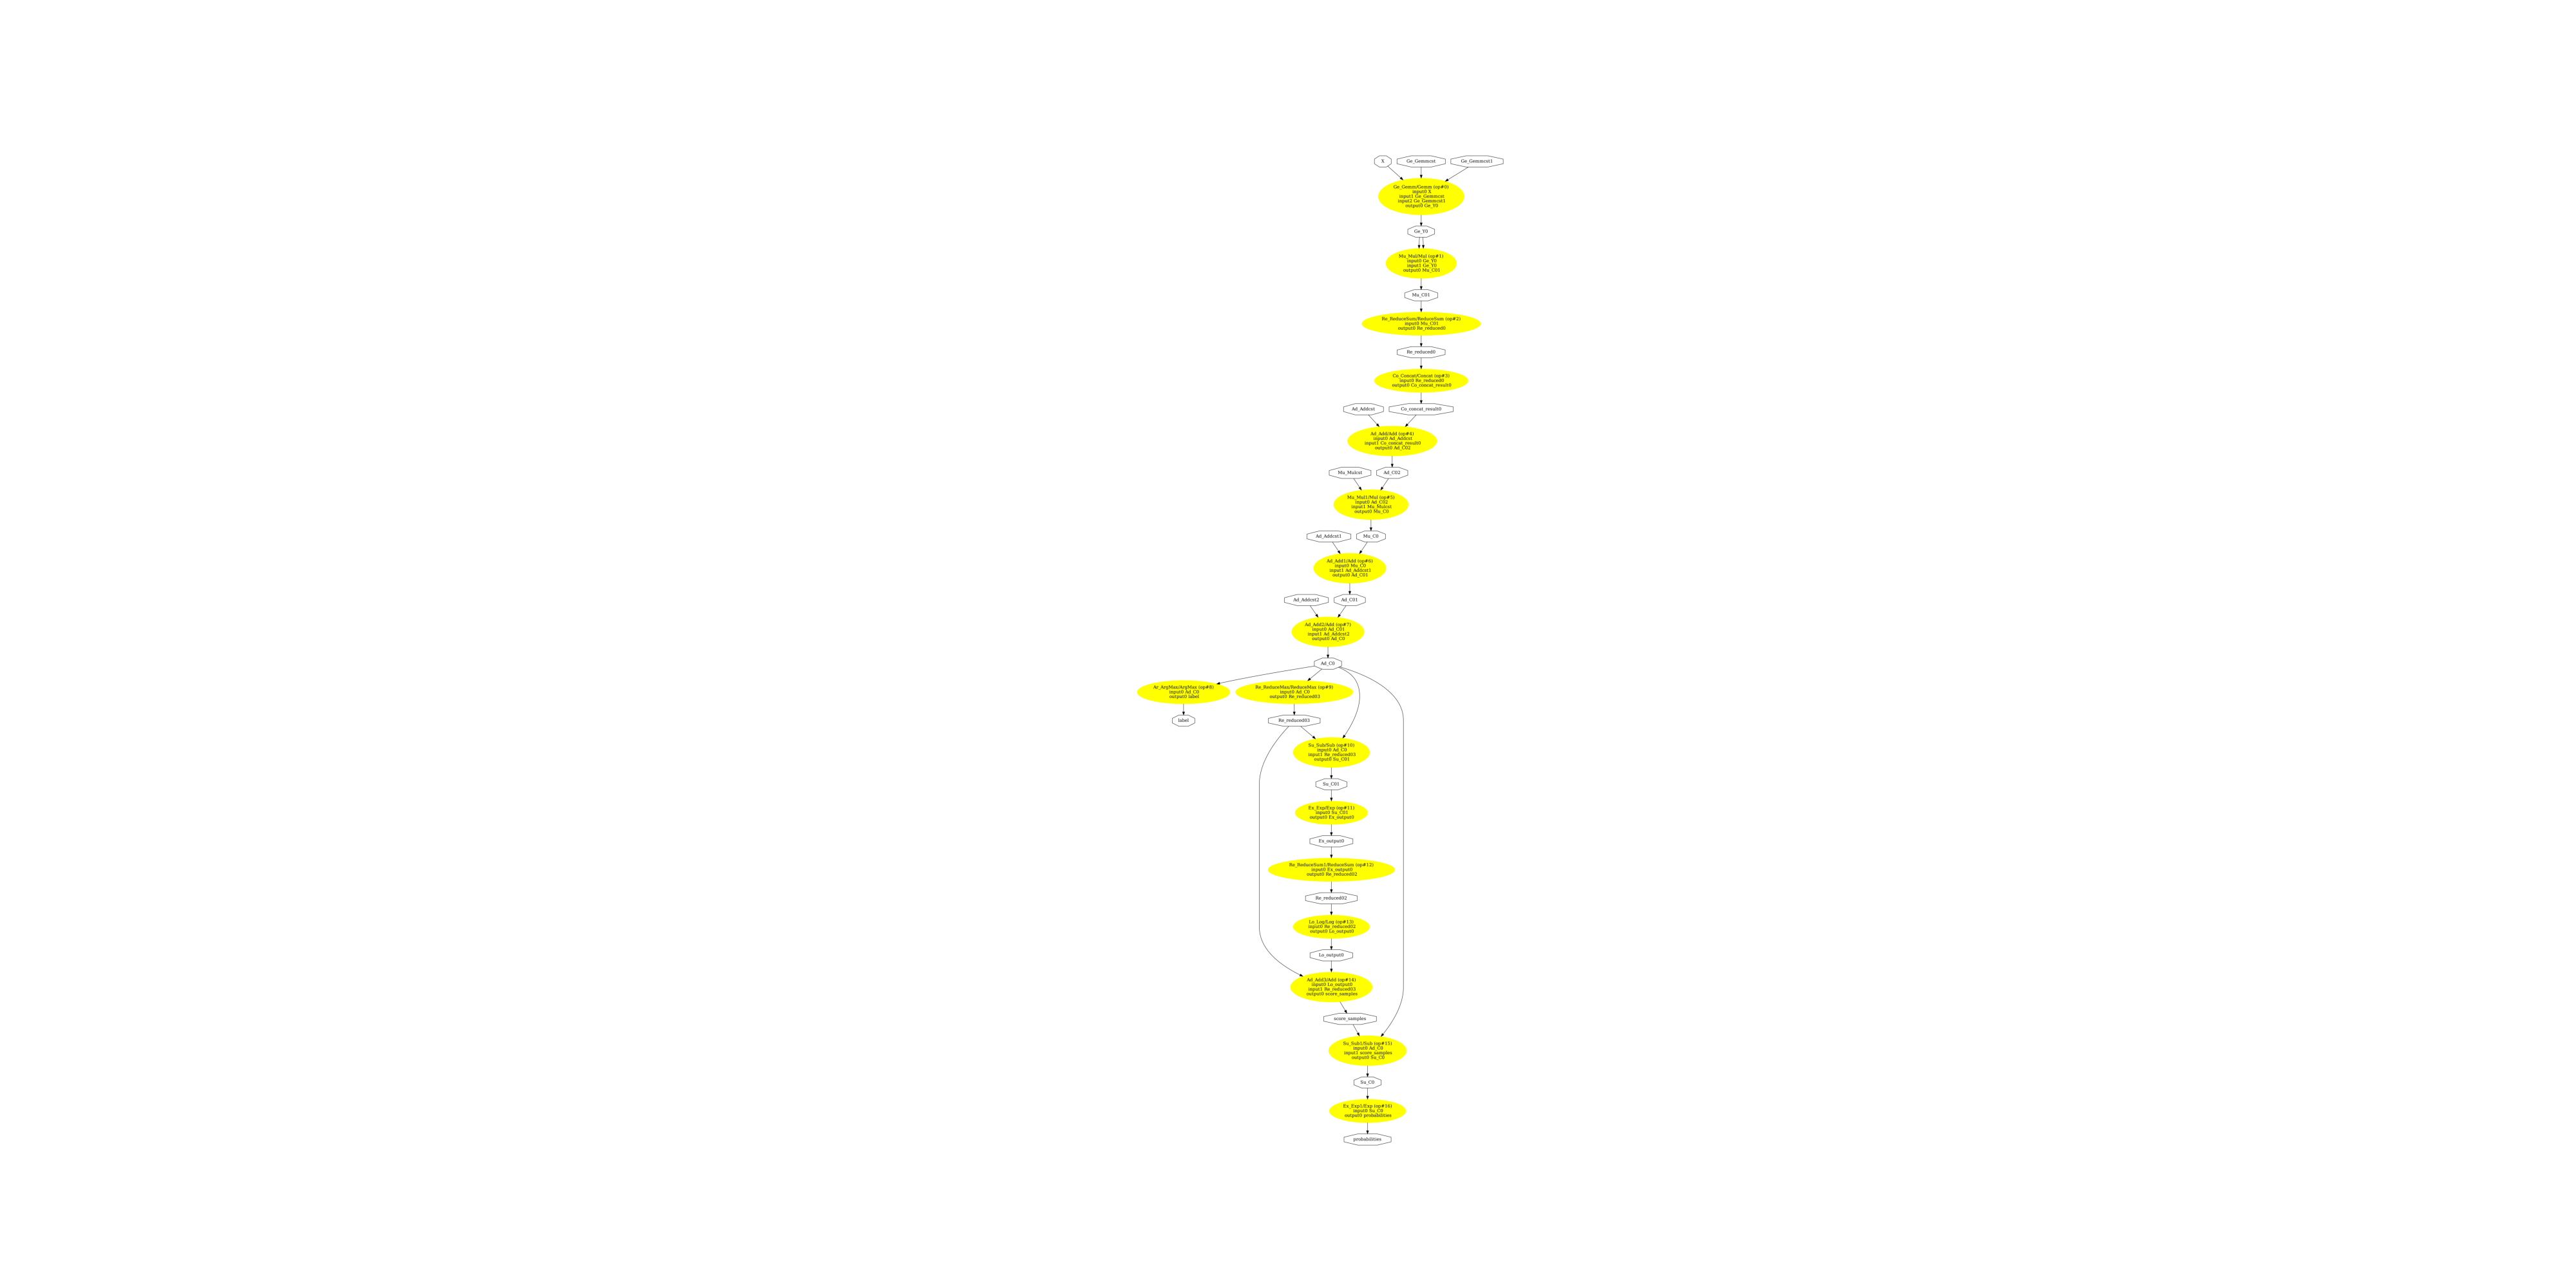 X
Ge_Gemmcst
Ge_Gemmcst1
Ge_Gemm/Gemm (op#0)
input0 X
input1 Ge_Gemmcst
input2 Ge_Gemmcst1
output0 Ge_Y0
Ge_Y0
Mu_Mul/Mul (op#1)
input0 Ge_Y0
input1 Ge_Y0
output0 Mu_C01
Mu_C01
Re_ReduceSum/ReduceSum (op#2)
input0 Mu_C01
output0 Re_reduced0
Re_reduced0
Co_Concat/Concat (op#3)
input0 Re_reduced0
output0 Co_concat_result0
Ad_Addcst
Co_concat_result0
Ad_Add/Add (op#4)
input0 Ad_Addcst
input1 Co_concat_result0
output0 Ad_C02
Mu_Mulcst
Ad_C02
Mu_Mul1/Mul (op#5)
input0 Ad_C02
input1 Mu_Mulcst
output0 Mu_C0
Ad_Addcst1
Mu_C0
Ad_Add1/Add (op#6)
input0 Mu_C0
input1 Ad_Addcst1
output0 Ad_C01
Ad_Addcst2
Ad_C01
Ad_Add2/Add (op#7)
input0 Ad_C01
input1 Ad_Addcst2
output0 Ad_C0
Ad_C0
Ar_ArgMax/ArgMax (op#8)
input0 Ad_C0
output0 label
Re_ReduceMax/ReduceMax (op#9)
input0 Ad_C0
output0 Re_reduced03
label
Re_reduced03
Su_Sub/Sub (op#10)
input0 Ad_C0
input1 Re_reduced03
output0 Su_C01
Su_C01
Ex_Exp/Exp (op#11)
input0 Su_C01
output0 Ex_output0
Ex_output0
Re_ReduceSum1/ReduceSum (op#12)
input0 Ex_output0
output0 Re_reduced02
Re_reduced02
Lo_Log/Log (op#13)
input0 Re_reduced02
output0 Lo_output0
Lo_output0
Ad_Add3/Add (op#14)
input0 Lo_output0
input1 Re_reduced03
output0 score_samples
score_samples
Su_Sub1/Sub (op#15)
input0 Ad_C0
input1 score_samples
output0 Su_C0
Su_C0
Ex_Exp1/Exp (op#16)
input0 Su_C0
output0 probabilities
probabilities